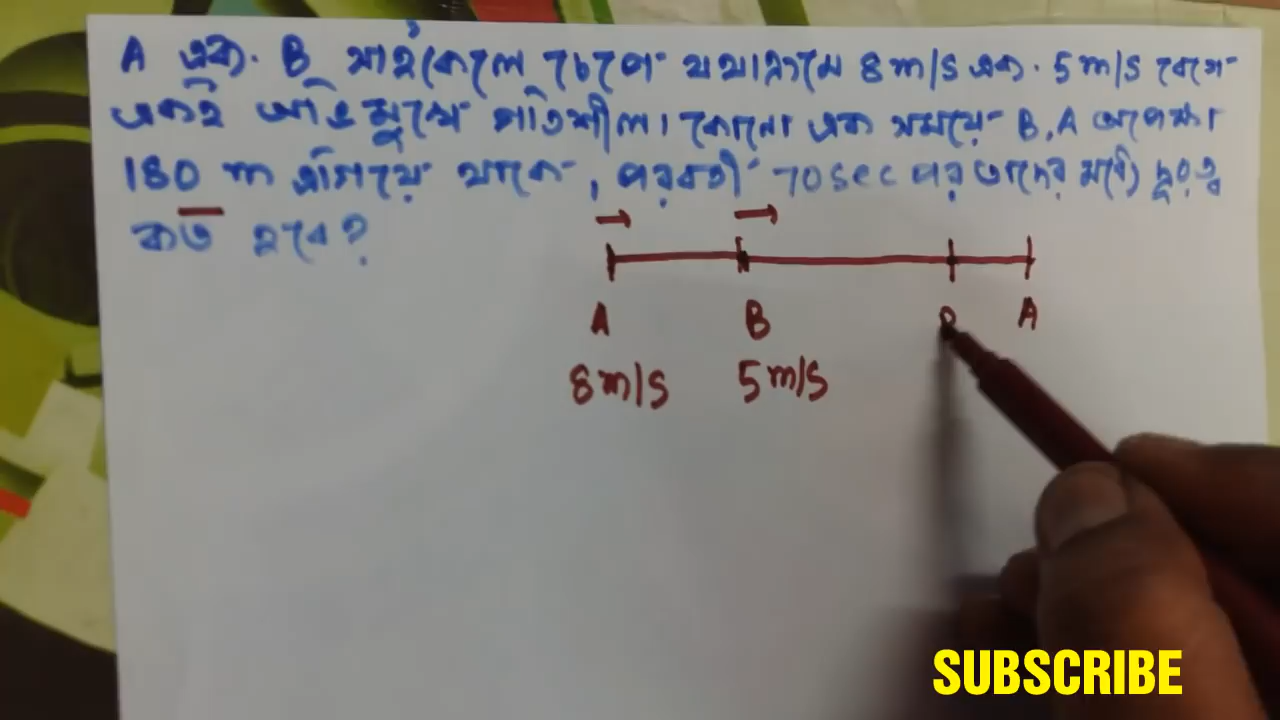 A এবং B সাইকেলে চেপে যথাক্রমে 8 m/s এবং 5 m/s বেগে
একই অভিমুখে গতিশীল। কোনো এক সময়ে B, A অপেক্ষা
180 m এগিয়ে থাকে, পরবর্তী 70 sec পর তাদের মধ্যে দূরত্ব
কত হবে?
A B A
8 m/s 5 m/s
SUBSCRIBE